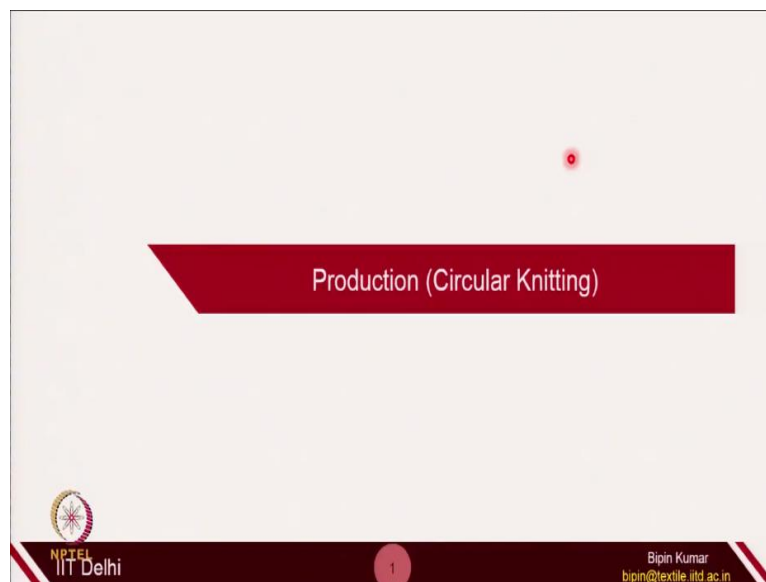 Production (Circular Knitting)
NPTEL
IIT Delhi
1
Bipin Kumar
bipin@textile.iitd.ac.in